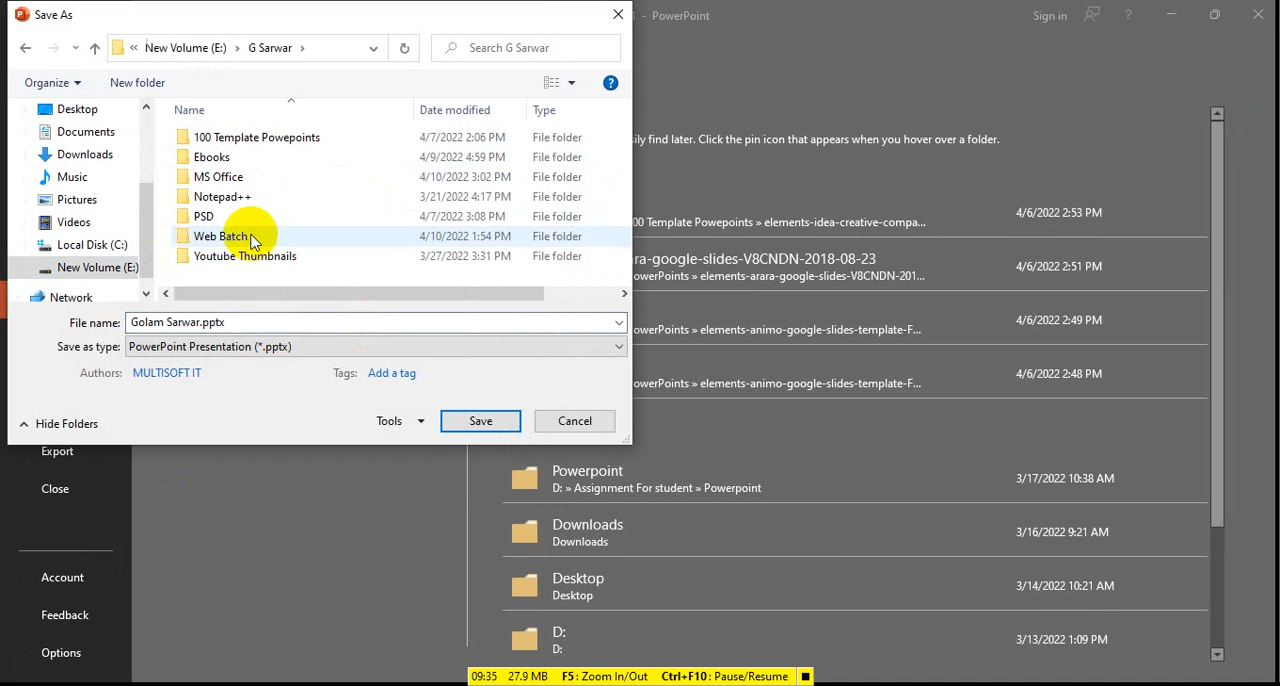 Save As
- PowerPoint
Sign in
?
« New Volume (E:) › G Sarwar ›
Search G Sarwar
Organize
New folder
?
Desktop
Documents
Downloads
Music
Pictures
Videos
Local Disk (C:)
New Volume (E:)
Network
Name Date modified Type
100 Template Powepoints 4/7/2022 2:06 PM File folder
Ebooks 4/9/2022 4:59 PM File folder
MS Office 4/10/2022 3:02 PM File folder
Notepad++ 3/21/2022 4:17 PM File folder
PSD 4/7/2022 3:08 PM File folder
Web Batch 4/10/2022 1:54 PM File folder
Youtube Thumbnails 3/27/2022 3:31 PM File folder
File name: Golam Sarwar.pptx
Save as type: PowerPoint Presentation (*.pptx)
Authors: MULTISOFT IT
Tags: Add a tag
Hide Folders
Tools
Save
Cancel
ily find later. Click the pin icon that appears when you hover over a folder.
00 Template Powepoints » elements-idea-creative-compa...
4/6/2022 2:53 PM
ra-google-slides-V8CNDN-2018-08-23
owerPoints » elements-arara-google-slides-V8CNDN-201...
4/6/2022 2:51 PM
owerPoints » elements-animo-google-slides-template-F...
4/6/2022 2:49 PM
owerPoints » elements-animo-google-slides-template-F...
4/6/2022 2:48 PM
Export
Close
Account
Feedback
Options
Powerpoint
D: » Assignment For student » Powerpoint
3/17/2022 10:38 AM
Downloads
Downloads
3/16/2022 9:21 AM
Desktop
Desktop
3/14/2022 10:21 AM
D:
D:
3/13/2022 1:09 PM
09:35 27.9 MB F5: Zoom In/Out Ctrl+F10: Pause/Resume